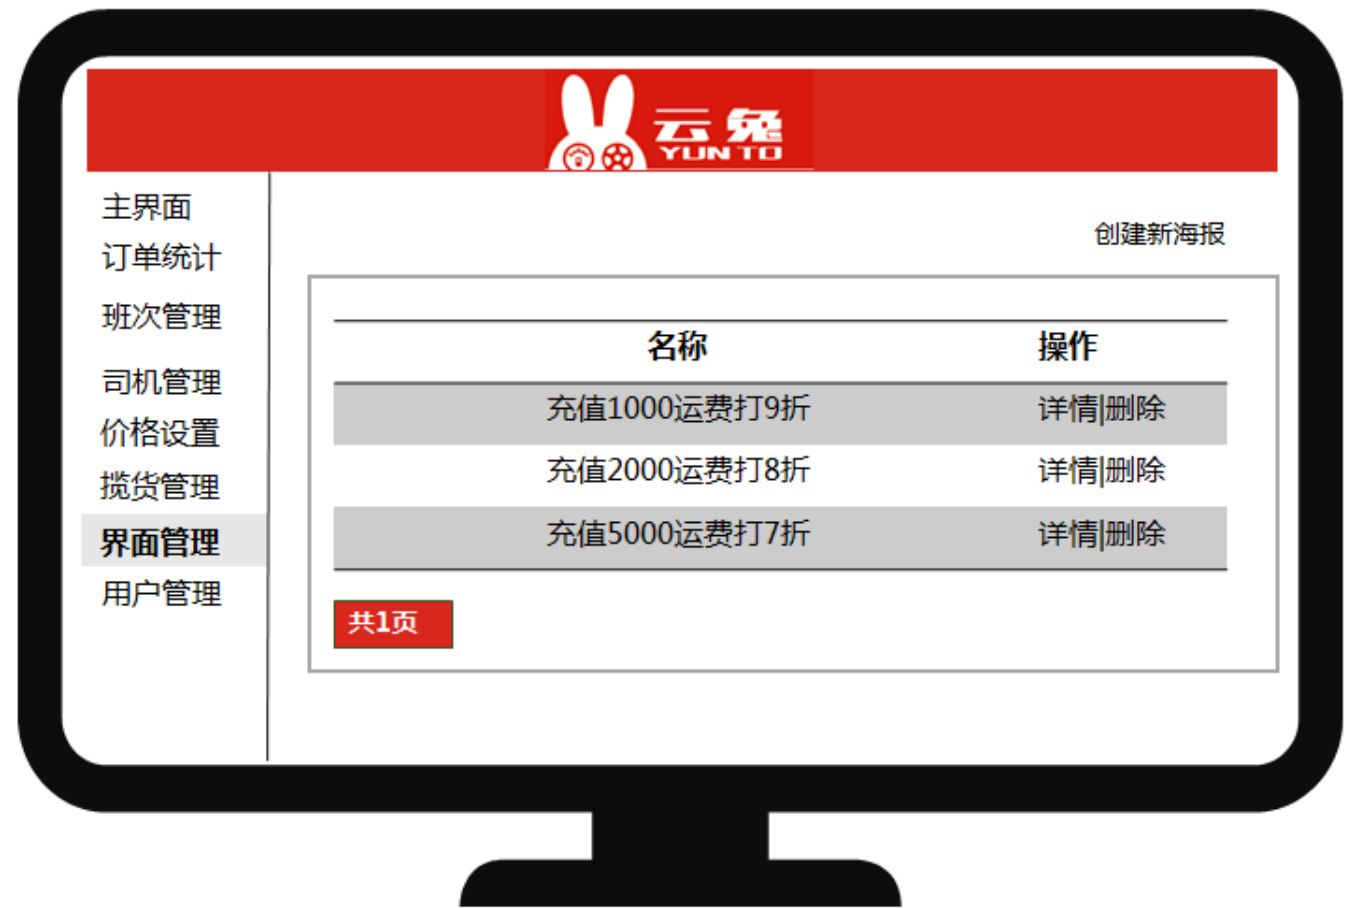 云兔
YUNTO
主界面
订单统计
班次管理
司机管理
价格设置
揽货管理
界面管理
用户管理
创建新海报
名称 操作
充值1000运费打9折 详情|删除
充值2000运费打8折 详情|删除
充值5000运费打7折 详情|删除
共1页